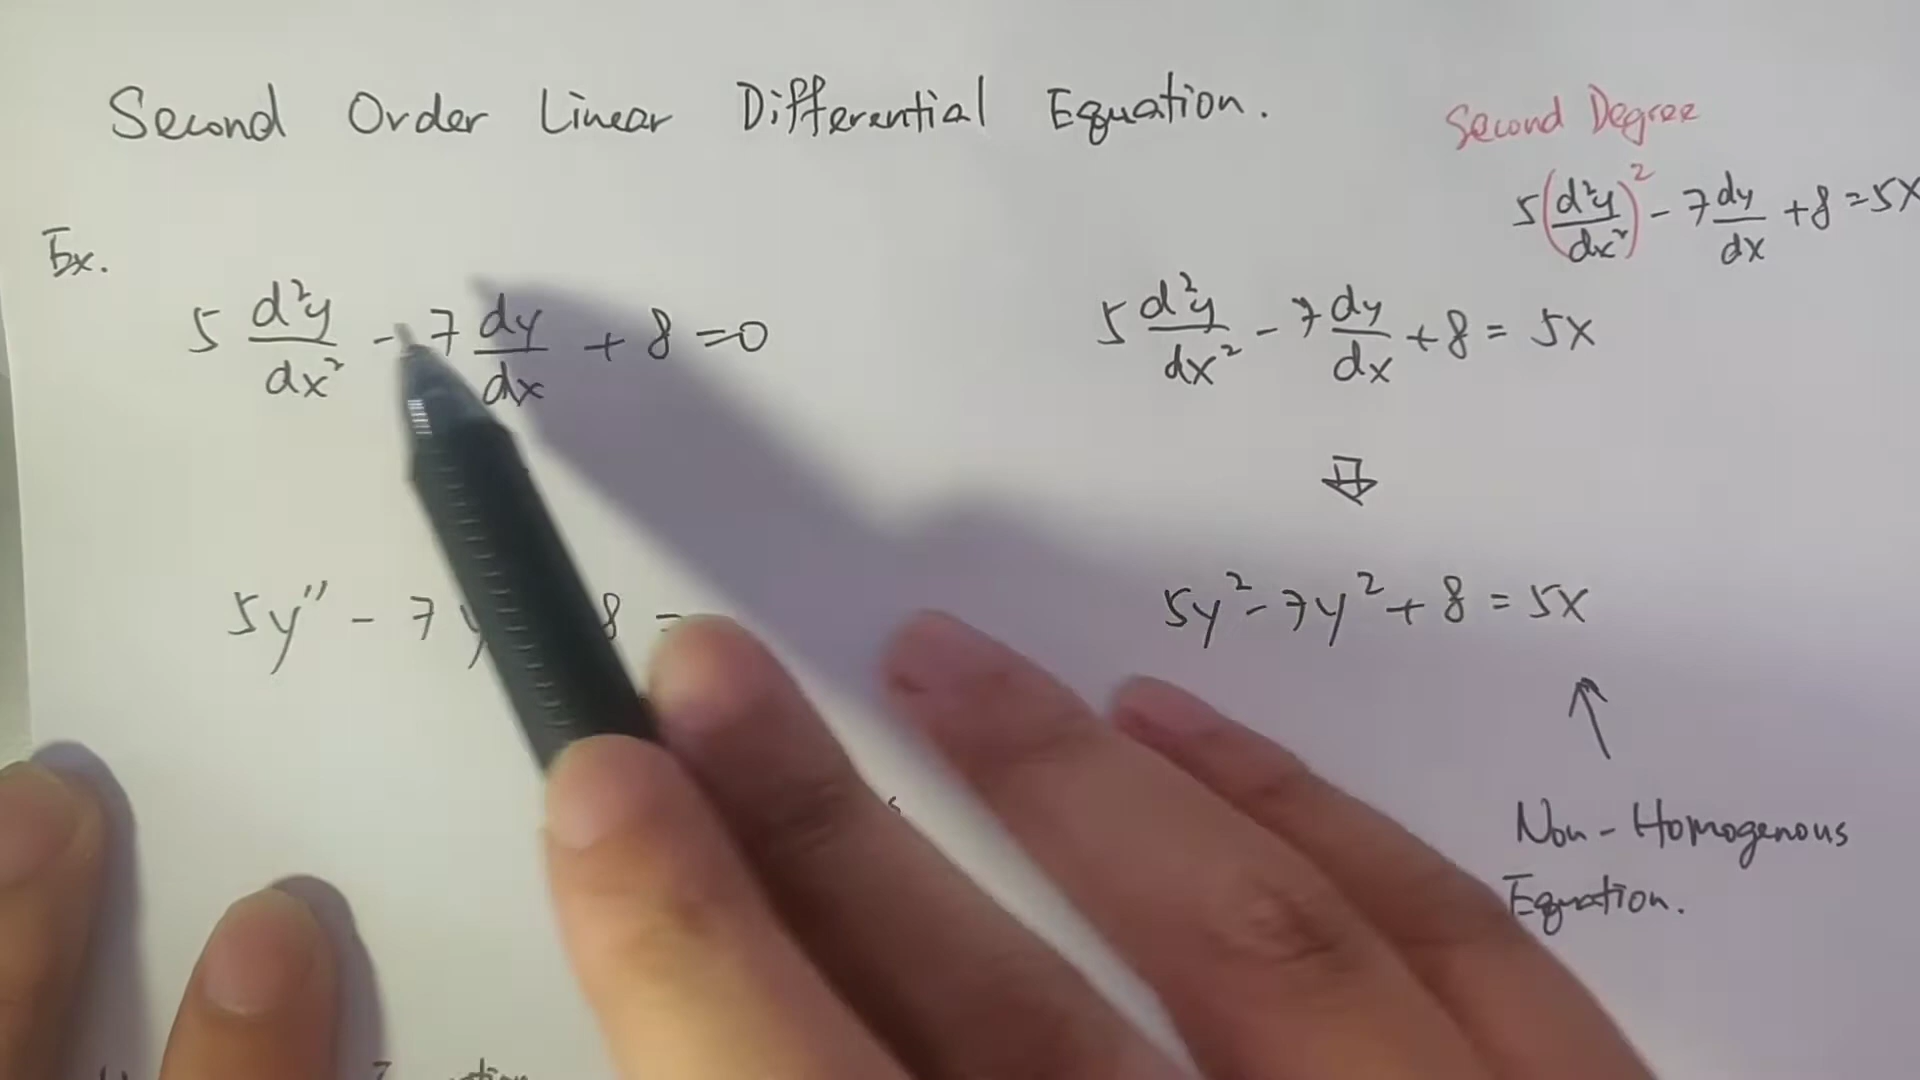 Second Order Linear Differential Equation.
Second Degree
5(d²y/dx²)² - 7 dy/dx + 8 = 5x
Ex.
5 d²y/dx² - 7 dy/dx + 8 = 0
5 d²y/dx² - 7 dy/dx + 8 = 5x
5y'' - 7y 8 =
5y² - 7y² + 8 = 5x
Non-Homogenous
Equation.